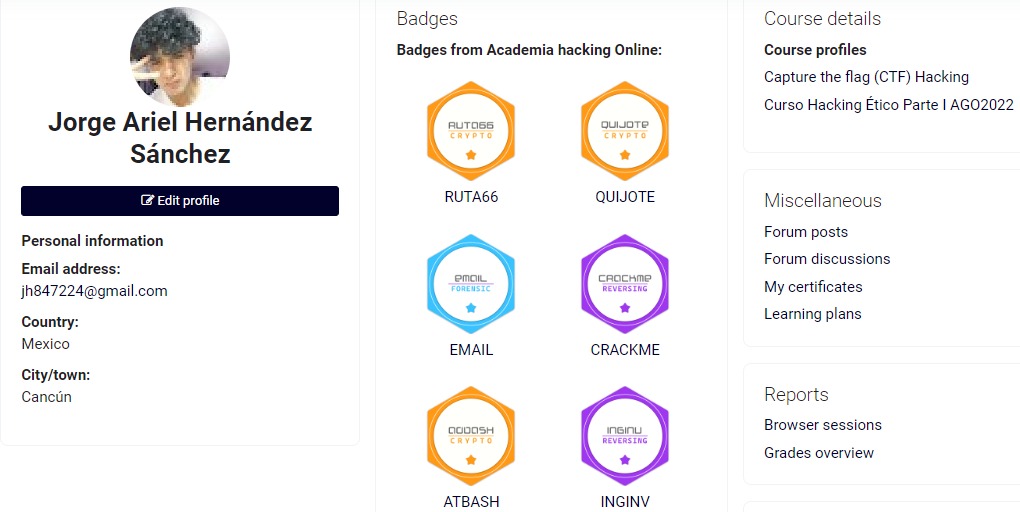 Jorge Ariel Hernández
Sánchez
Edit profile
Personal information
Email address:
jh847224@gmail.com
Country:
Mexico
City/town:
Cancún
Badges
Badges from Academia hacking Online:
RUTA66
CRYPTO
RUTA66
QUIJOTE
CRYPTO
QUIJOTE
EMAIL
FORENSIC
EMAIL
CRACKME
REVERSING
CRACKME
AODASH
CRYPTO
ATBASH
INGINV
REVERSING
INGINV
Course details
Course profiles
Capture the flag (CTF) Hacking
Curso Hacking Ético Parte I AGO2022
Miscellaneous
Forum posts
Forum discussions
My certificates
Learning plans
Reports
Browser sessions
Grades overview